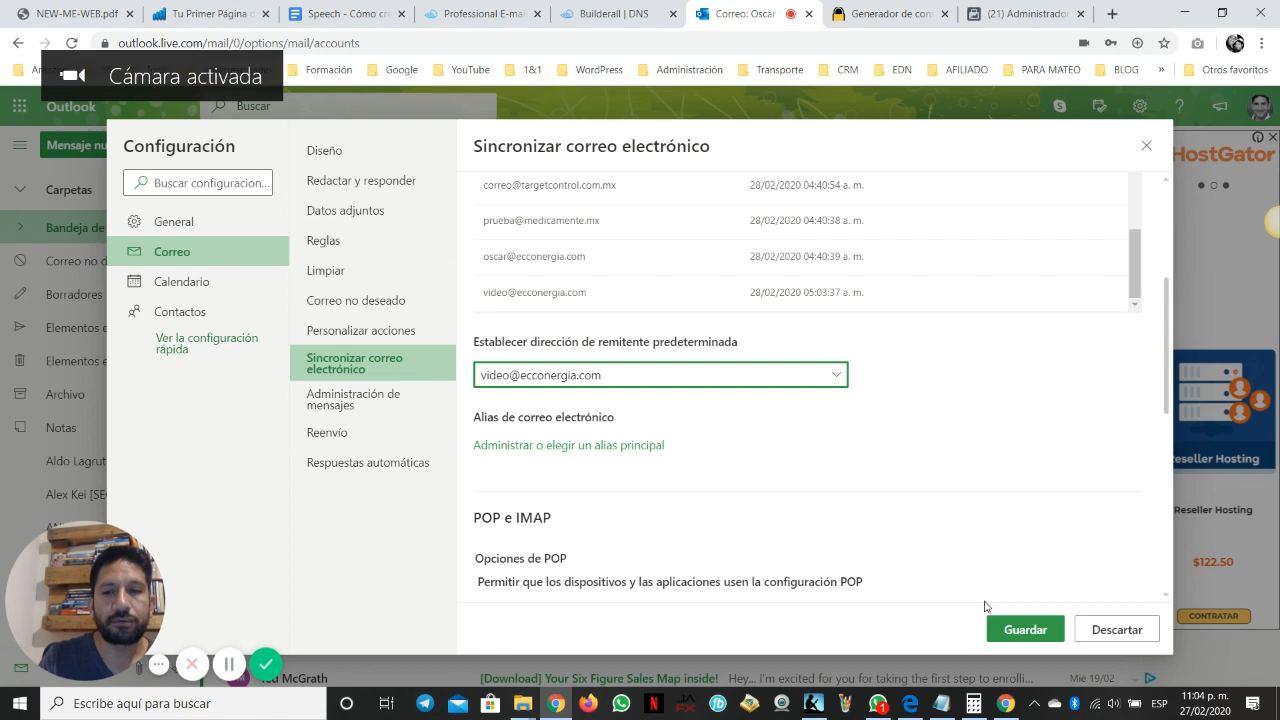 WDES - PC
Tmp Página o
3 - Cómo cre
Professional E-ma
Builderall | DNS
Correo: Oscar
Generador de con
(21) Administrador
outlook.live.com/mail/0/options/mail/accounts
Formación
Google
YouTube
1&1
WordPress
Administración
Transporte
CRM
EDN
AFILIADO
PARA MATEO
BLOG
»
Otros favoritos
Cámara activada
Outlook
Buscar
Mensaje nu
Carpetas
Bandeja de
Correo no d
Borradores
Elementos e
Elementos e
Archivo
Notas
Aldo Lagrut
Alex Kei [SE
Configuración
Buscar configuracion...
General
Correo
Calendario
Contactos
Ver la configuración
rápida
Diseño
Redactar y responder
Datos adjuntos
Reglas
Limpiar
Correo no deseado
Personalizar acciones
Sincronizar correo
electrónico
Administración de
mensajes
Reenvío
Respuestas automáticas
Sincronizar correo electrónico
correo@targetcontrol.com.mx 28/02/2020 04:40:54 a. m.
prueba@medicamente.mx 28/02/2020 04:40:38 a. m.
oscar@ecconergia.com 28/02/2020 04:40:39 a. m.
video@ecconergia.com 28/02/2020 05:03:37 a. m.
Establecer dirección de remitente predeterminada
video@ecconergia.com
Alias de correo electrónico
Administrar o elegir un alias principal
POP e IMAP
Opciones de POP
Permitir que los dispositivos y las aplicaciones usen la configuración POP
Guardar
Descartar
HostGator
Reseller Hosting
Reseller Hosting
$122.50
CONTRATAR
Ted McGrath
[Download] Your Six Figure Sales Map inside!
Hey... I'm excited for you for taking the first step to enrolli...
Mié 19/02
Escribe aquí para buscar
1
ESP
11:04 p. m.
27/02/2020